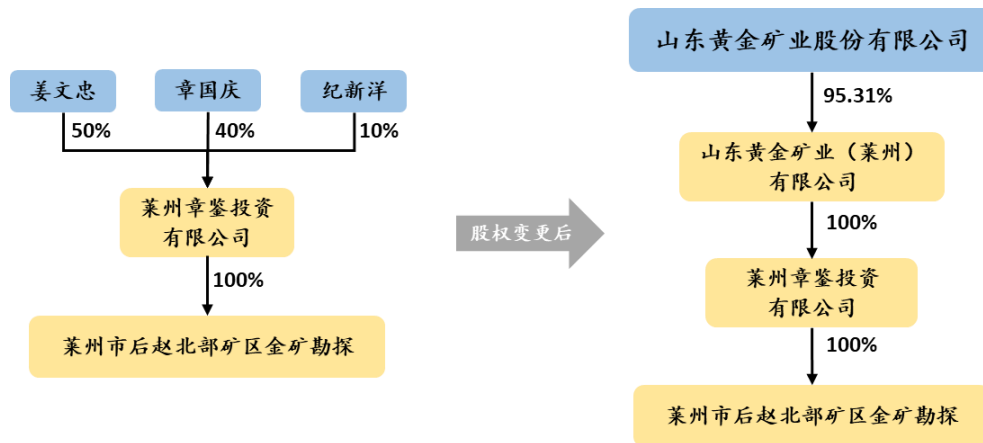 姜文忠
章国庆
纪新洋
50%
40%
10%
莱州章鉴投资
有限公司
100%
莱州市后赵北部矿区金矿勘探
股权变更后
山东黄金矿业股份有限公司
95.31%
山东黄金矿业（莱州）
有限公司
100%
莱州章鉴投资
有限公司
100%
莱州市后赵北部矿区金矿勘探